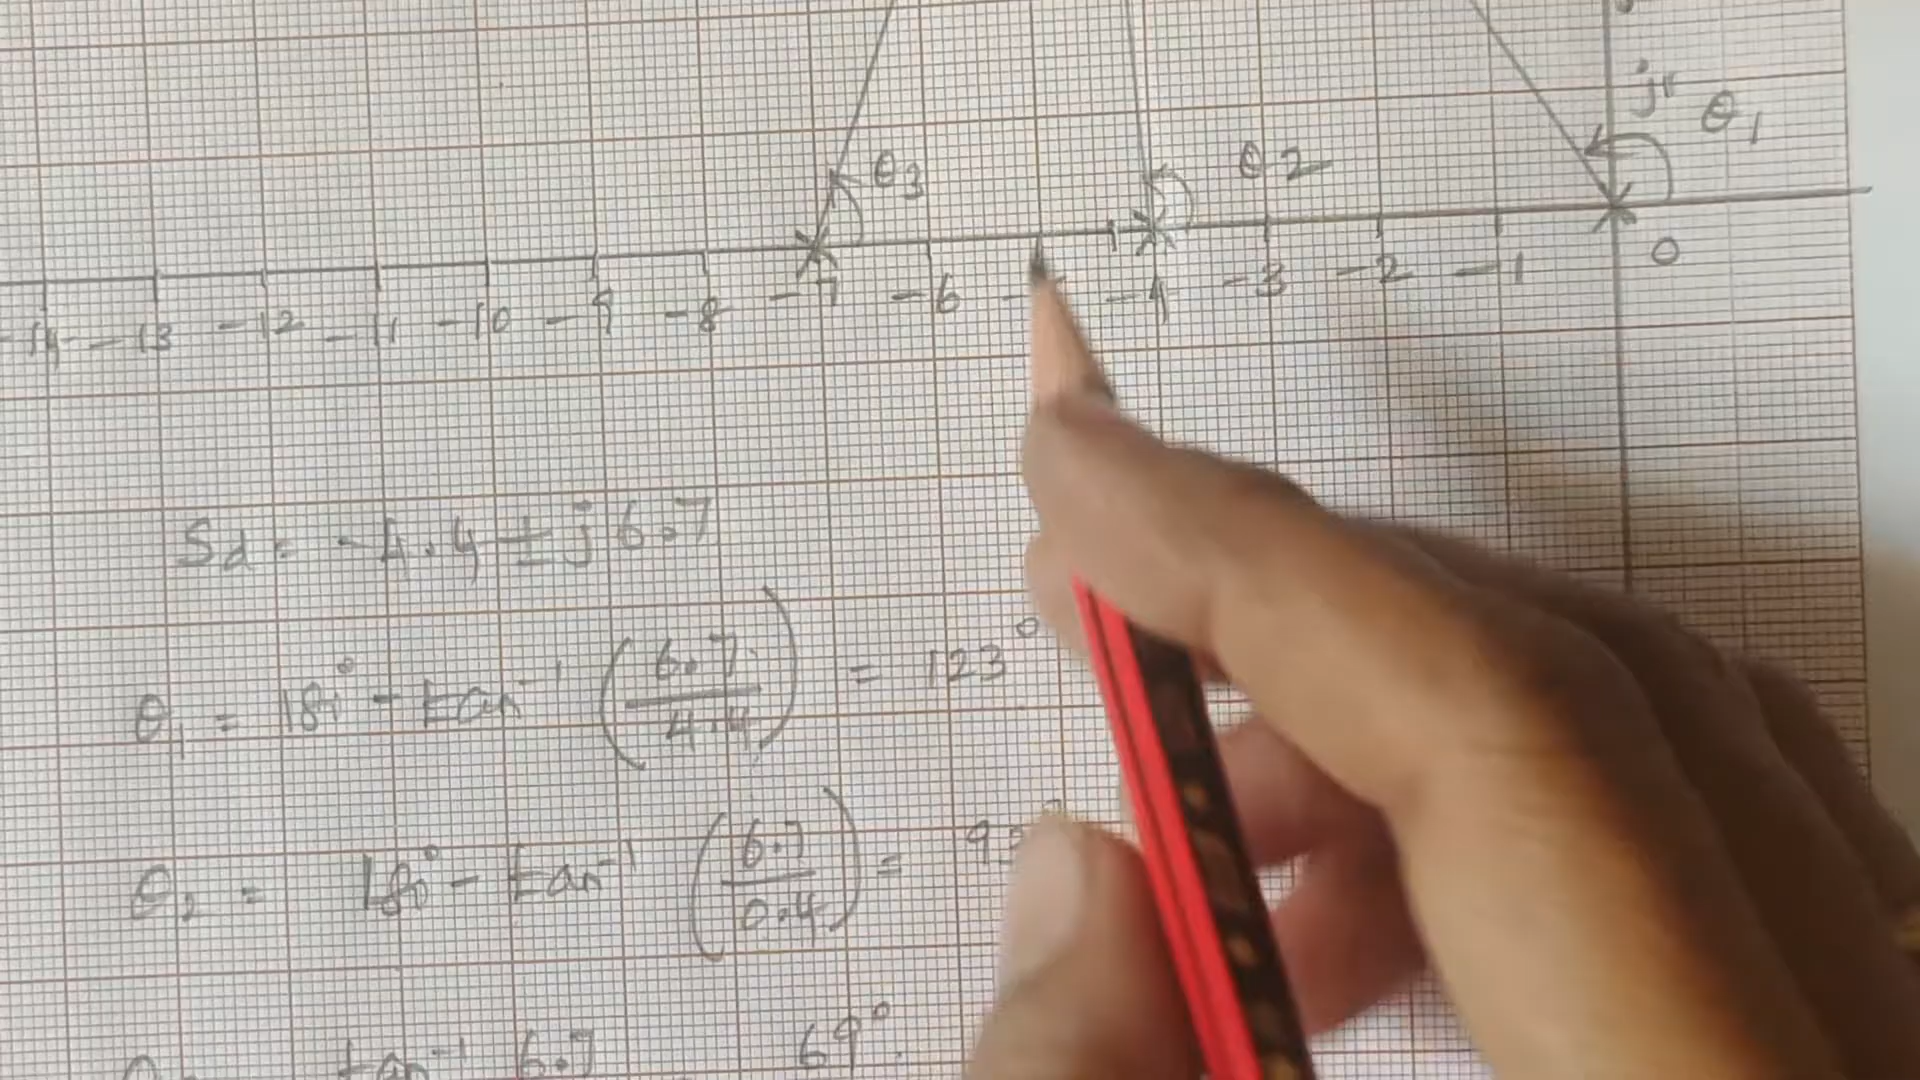 j1 θ1
θ3 θ2
-14 -13 -12 -11 -10 -9 -8 -7 -6 -4 -3 -2 -1 0
Sd = -4.4 ± j6.7
θ1 = 180° - tan⁻¹ (6.7/4.4) = 123°
θ2 = 180° - tan⁻¹ (6.7/0.4) =
tan⁻¹ 6.7 69°